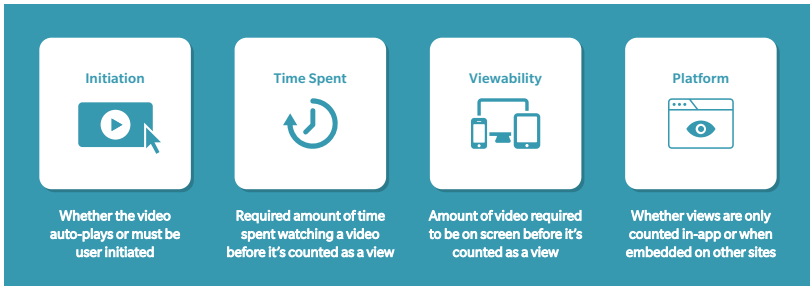 Initiation
Whether the video
auto-plays or must be
user initiated
Time Spent
Required amount of time
spent watching a video
before it's counted as a view
Viewability
Amount of video required
to be on screen before it's
counted as a view
Platform
Whether views are only
counted in-app or when
embedded on other sites